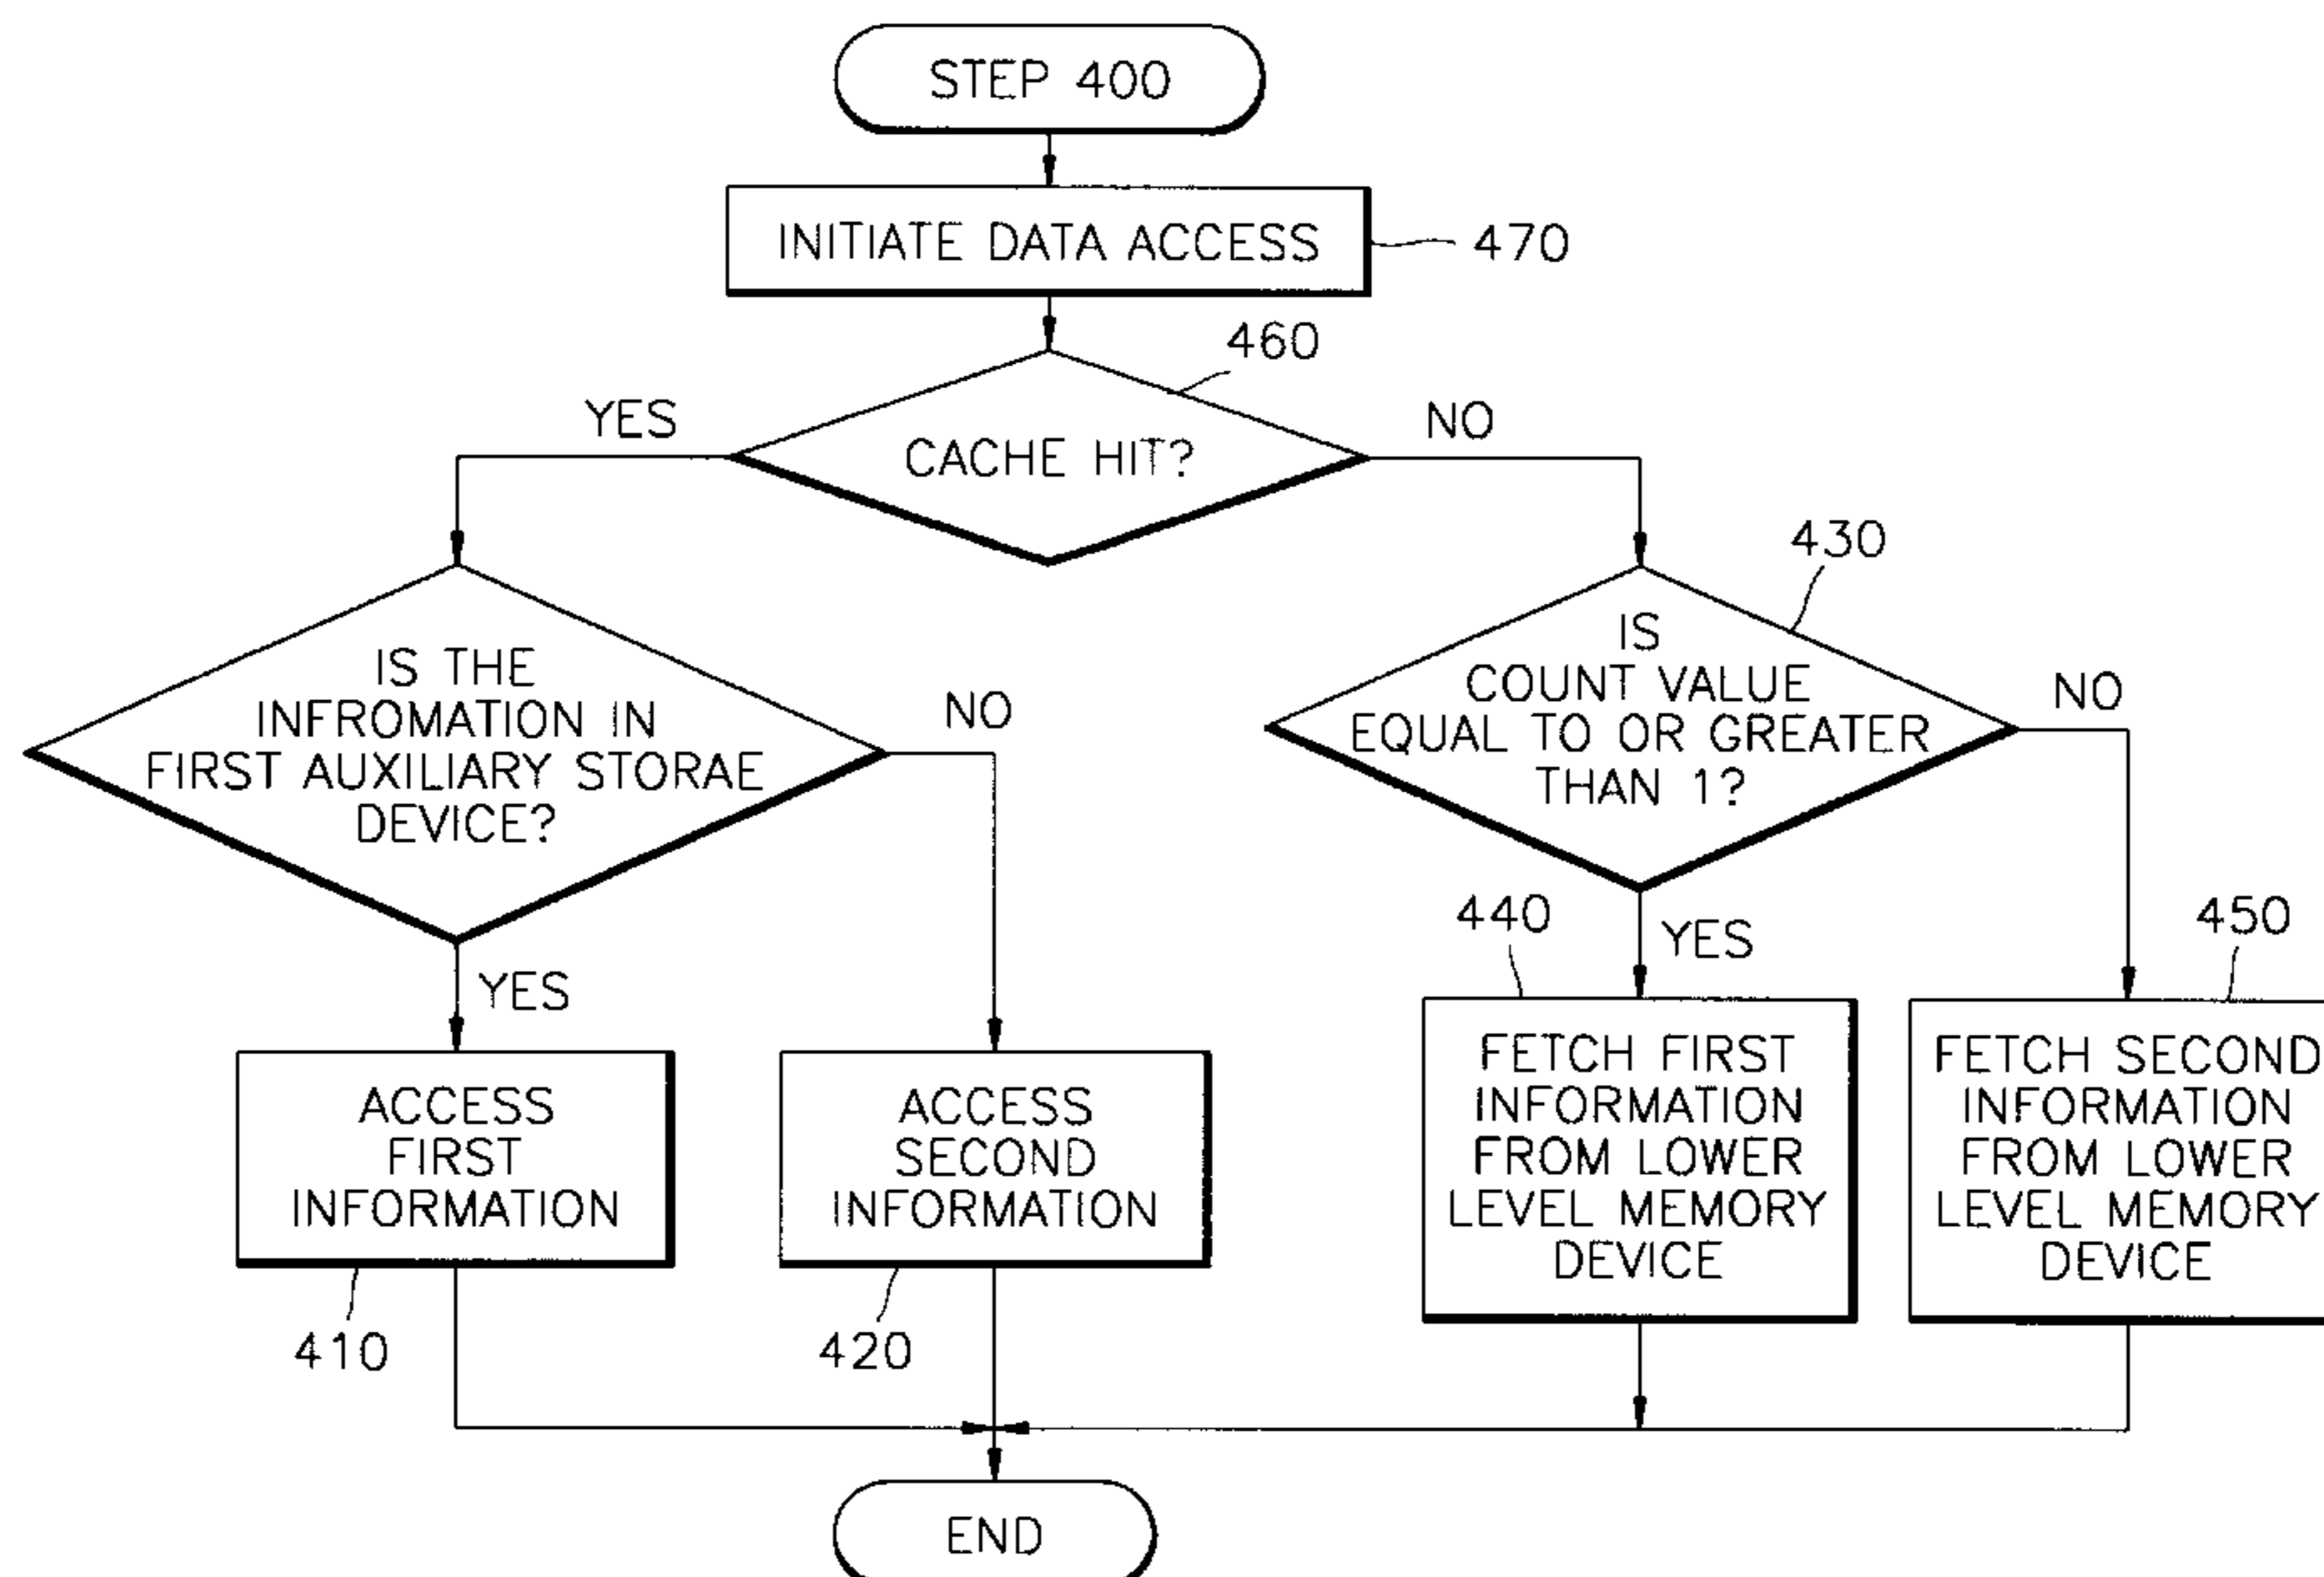 STEP 400
INITIATE DATA ACCESS
470
460
YES
NO
CACHE HIT?
430
IS THE
INFROMATION IN
FIRST AUXILIARY STORAE
DEVICE?
NO
IS
COUNT VALUE
EQUAL TO OR GREATER
THAN 1?
NO
YES
440
YES
450
ACCESS
FIRST
INFORMATION
410
ACCESS
SECOND
INFORMATION
420
FETCH FIRST
INFORMATION
FROM LOWER
LEVEL MEMORY
DEVICE
FETCH SECOND
INFORMATION
FROM LOWER
LEVEL MEMORY
DEVICE
END